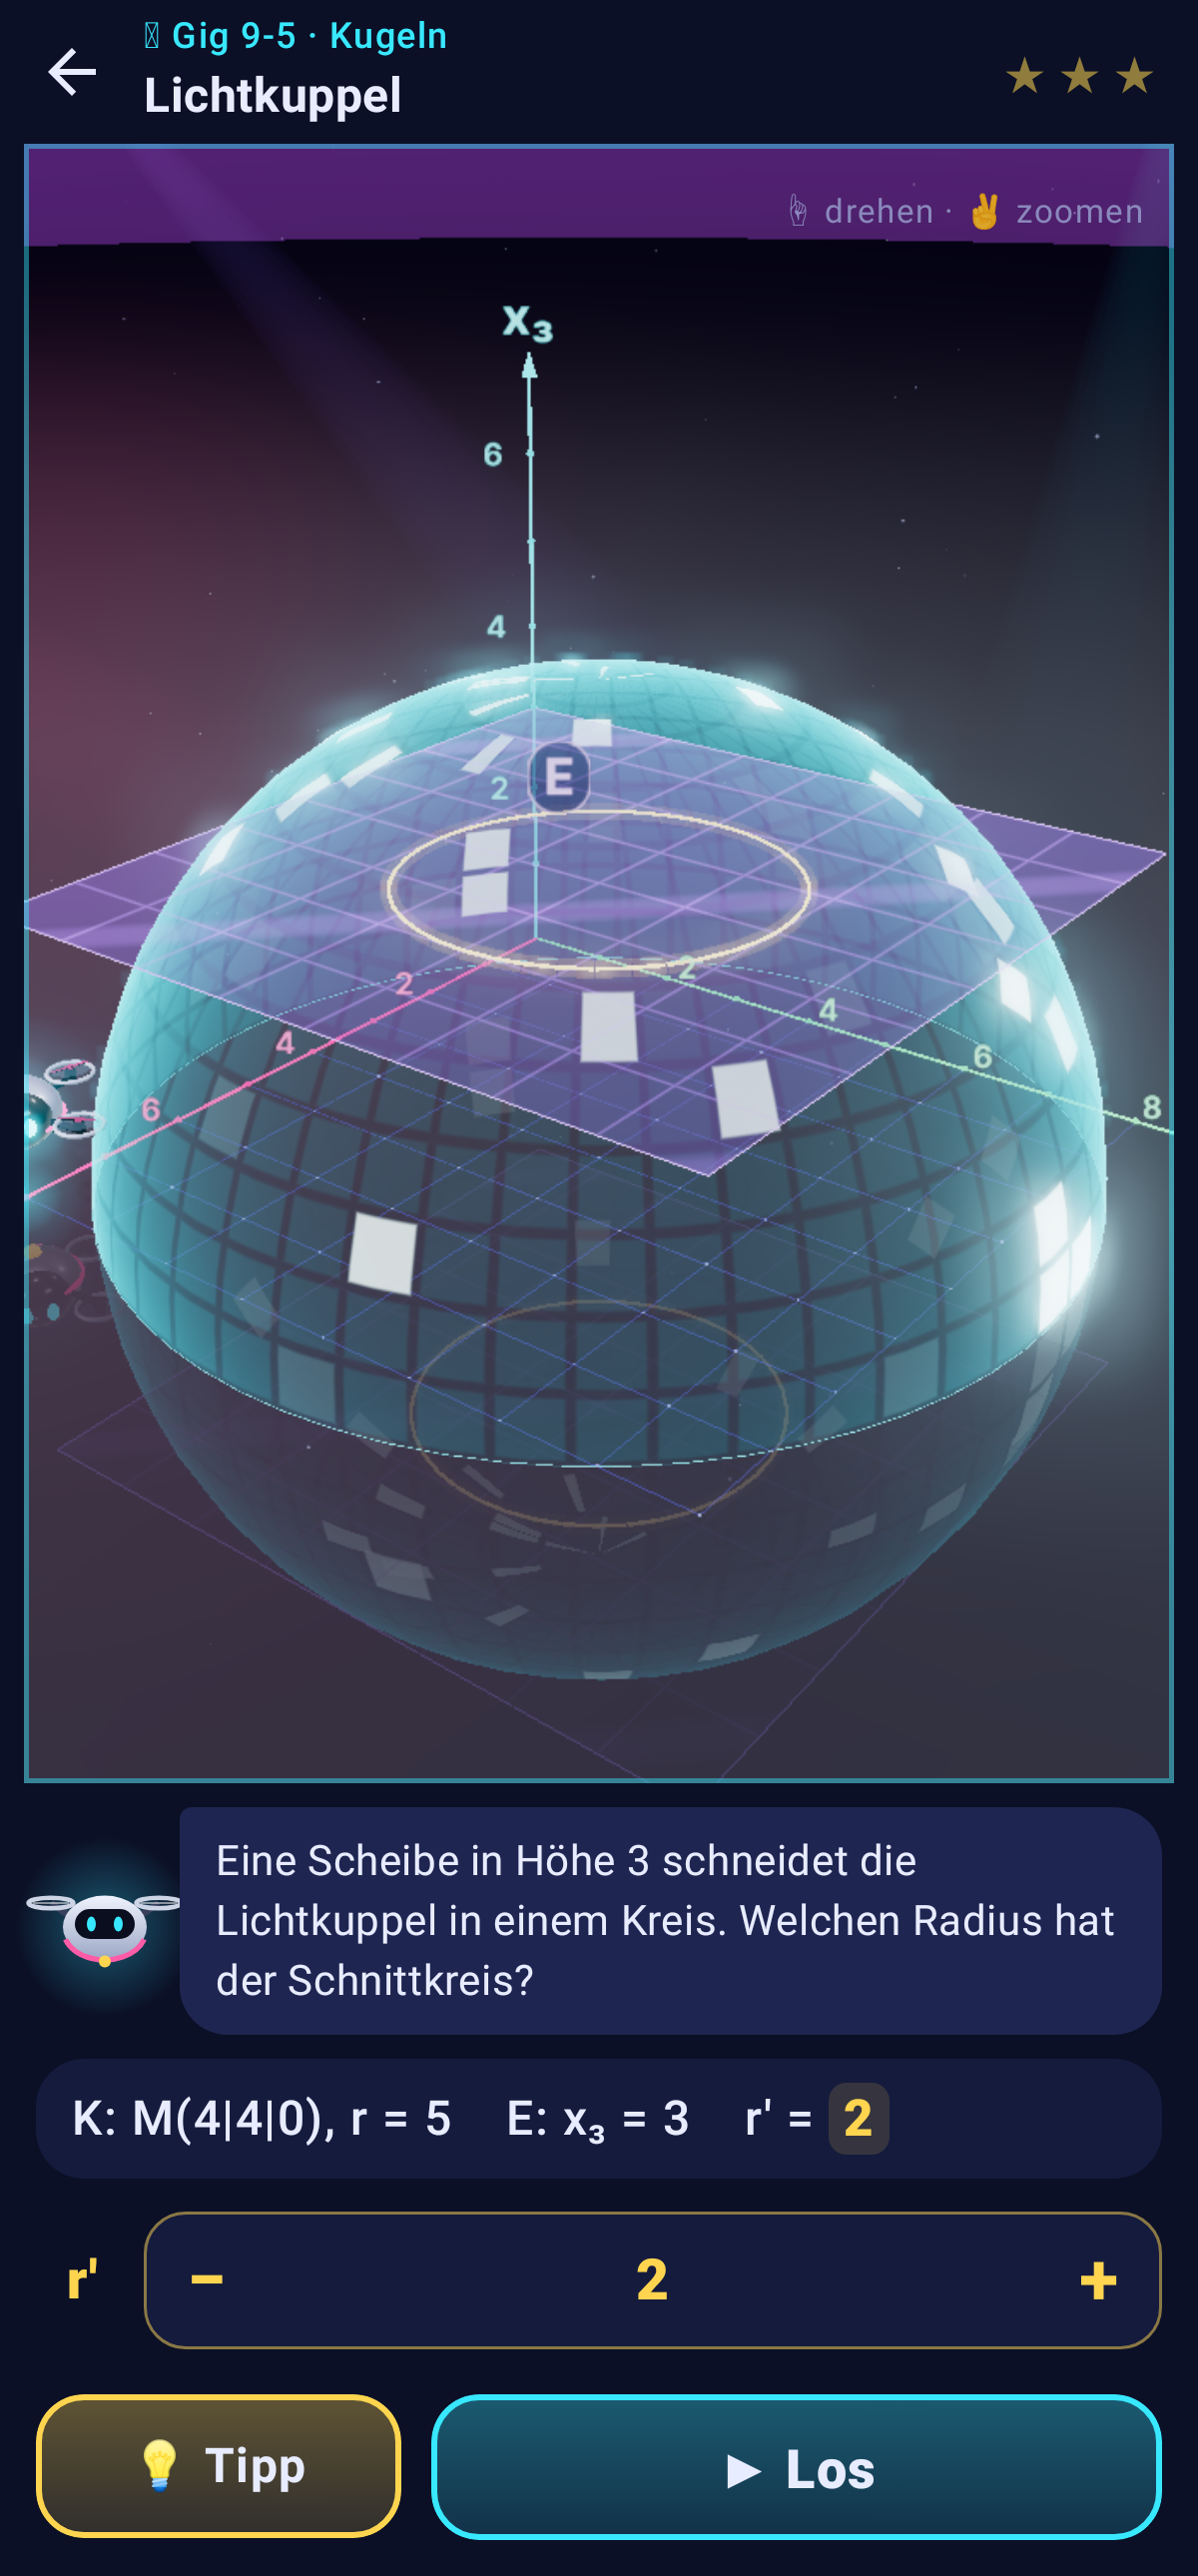 Gig 9-5 · Kugeln
Lichtkuppel
★ ★ ★
☝ drehen · ✌ zoomen
x₃
6
4
E
2
2
2
4
4
6
6
8
Eine Scheibe in Höhe 3 schneidet die
Lichtkuppel in einem Kreis. Welchen Radius hat
der Schnittkreis?
K: M(4|4|0), r = 5 E: x₃ = 3 r' = 2
r' − 2 +
💡 Tipp
▶ Los